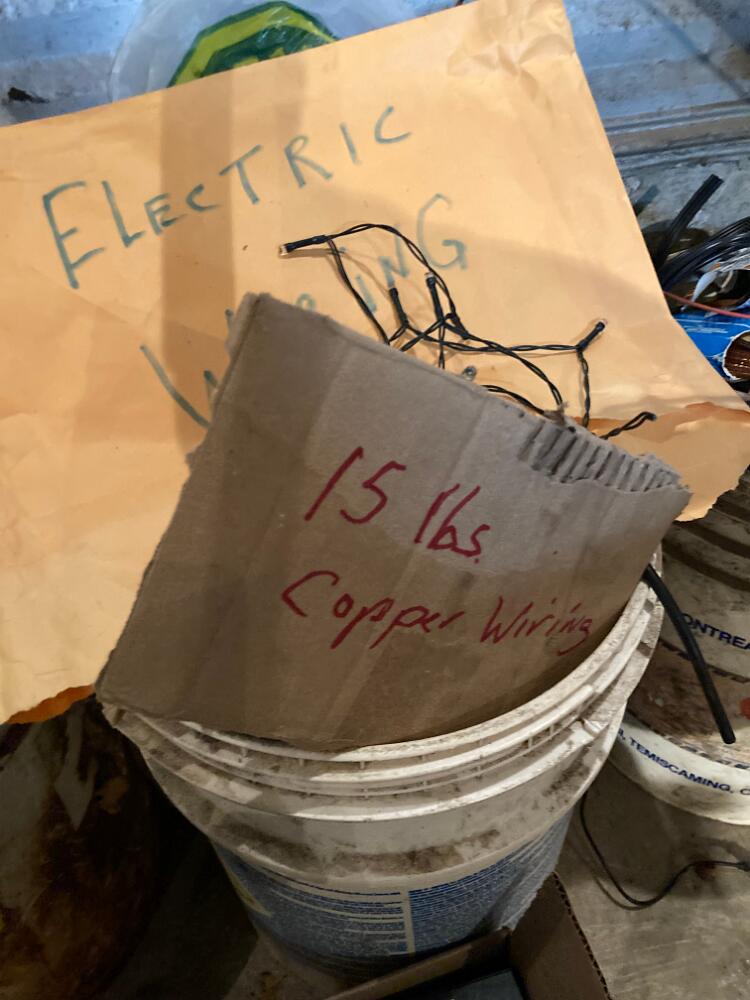 ELECTRIC
WIRING
15 lbs.
Copper Wiring
TEMISCAMING,